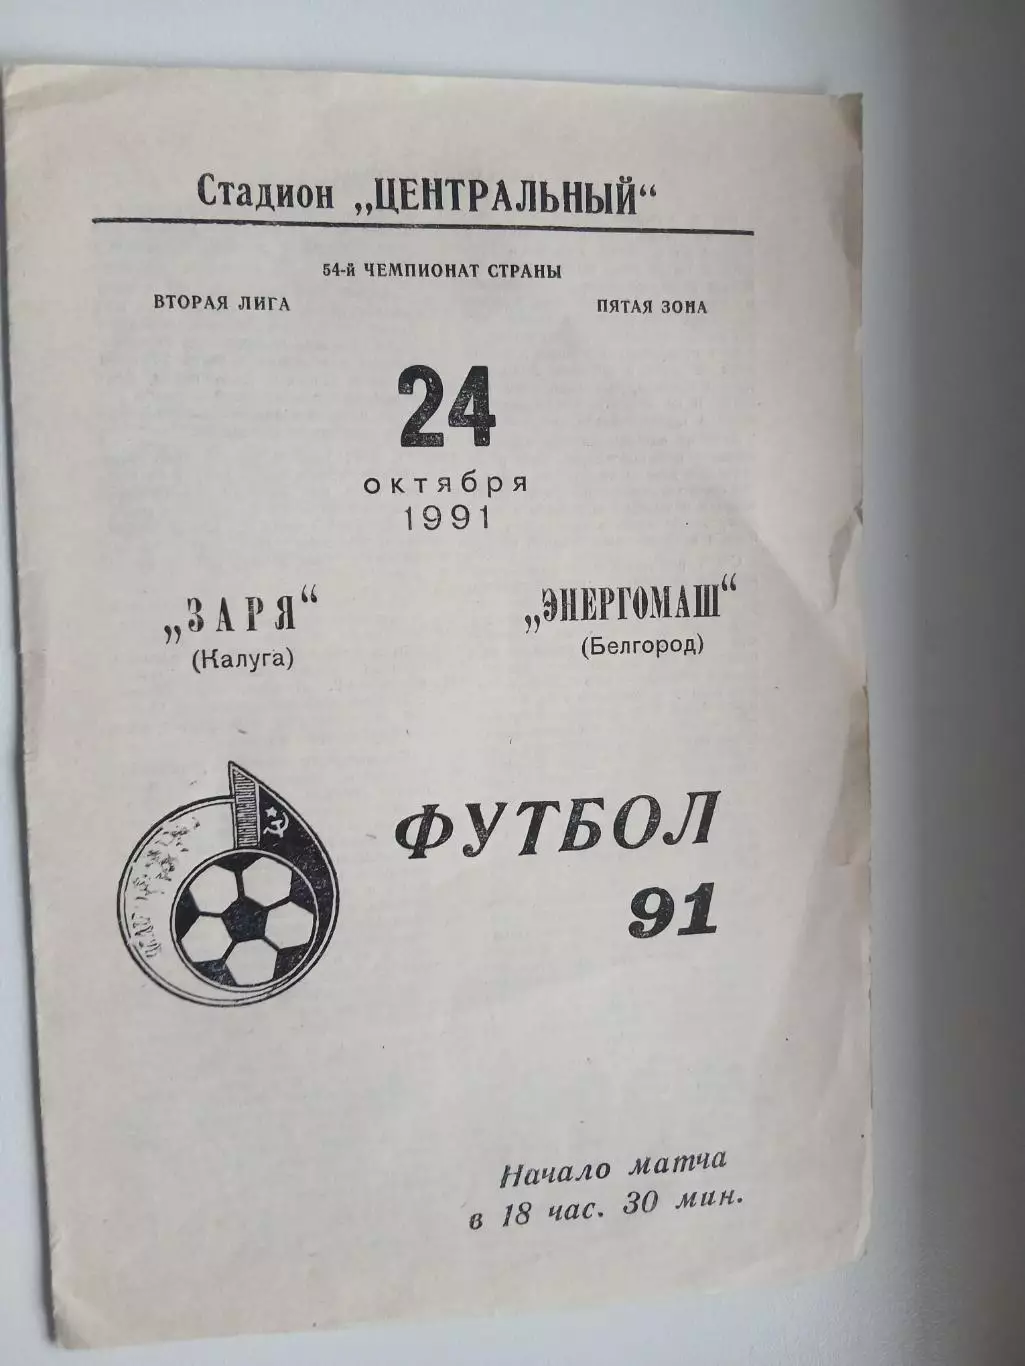 Стадион „ЦЕНТРАЛЬНЫЙ“
54-й ЧЕМПИОНАТ СТРАНЫ
ВТОРАЯ ЛИГА ПЯТАЯ ЗОНА
24
октября
1991
„ЗАРЯ“ „ЭНЕРГОМАШ“
(Калуга) (Белгород)
ФУТБОЛ
91
Начало матча
в 18 час. 30 мин.